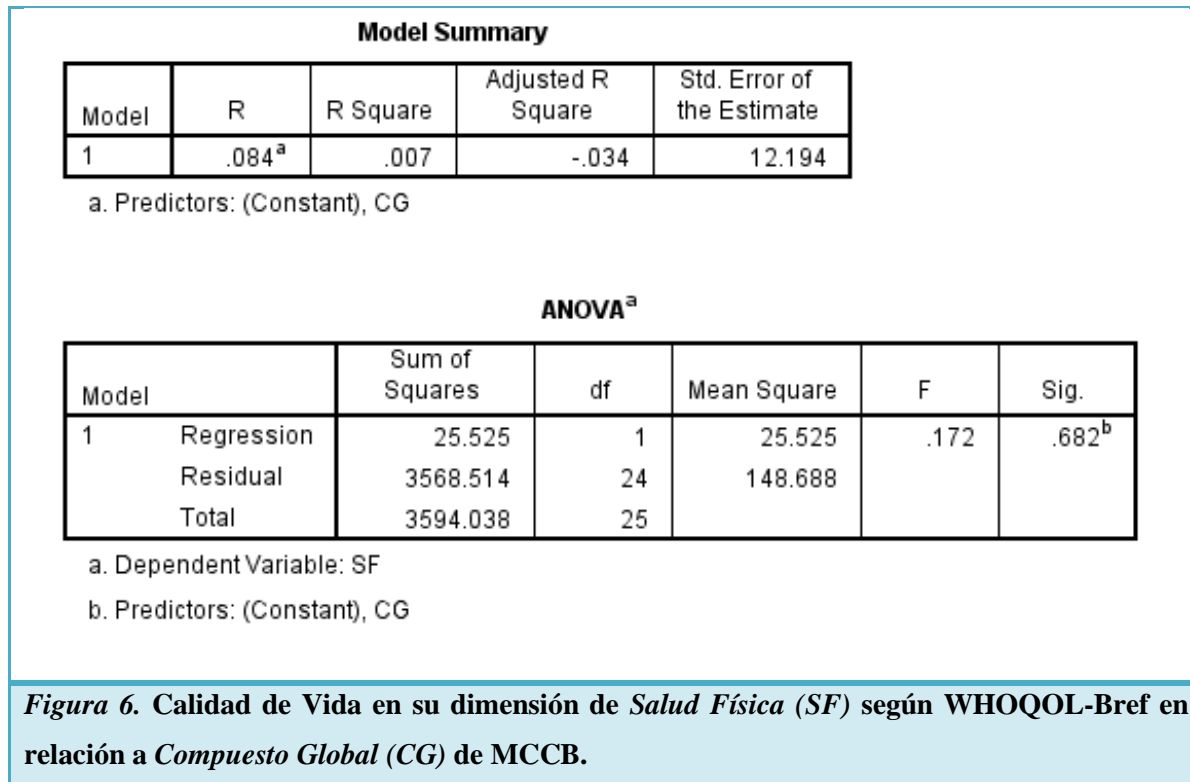 Model Summary
Model R R Square Adjusted R Square Std. Error of the Estimate
1 .084a .007 -.034 12.194
a. Predictors: (Constant), CG
ANOVAa
Model Sum of Squares df Mean Square F Sig.
1 Regression 25.525 1 25.525 .172 .682b
Residual 3568.514 24 148.688
Total 3594.038 25
a. Dependent Variable: SF
b. Predictors: (Constant), CG
Figura 6. Calidad de Vida en su dimensión de Salud Física (SF) según WHOQOL-Bref en
relación a Compuesto Global (CG) de MCCB.